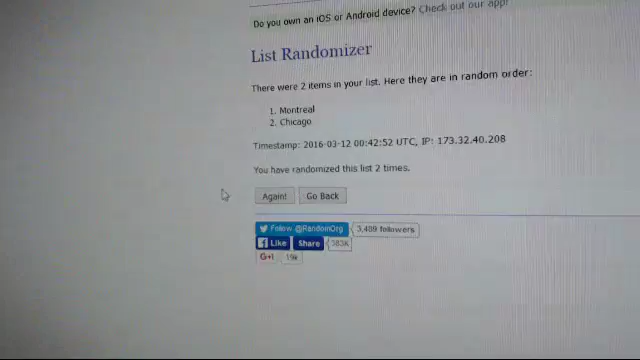 Do you own an iOS or Android device? Check out our app!
List Randomizer
There were 2 items in your list. Here they are in random order:
1. Montreal
2. Chicago
Timestamp: 2016-03-12 00:42:52 UTC, IP: 173.32.40.208
You have randomized this list 2 times.
Again! Go Back
Follow @RandomOrg 3,489 followers
Like Share 383K
G+1 19k